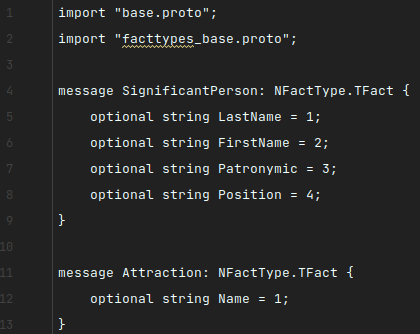 1 import "base.proto";
2 import "facttypes_base.proto";
3
4 message SignificantPerson: NFactType.TFact {
5 optional string LastName = 1;
6 optional string FirstName = 2;
7 optional string Patronymic = 3;
8 optional string Position = 4;
9 }
10
11 message Attraction: NFactType.TFact {
12 optional string Name = 1;
13 }